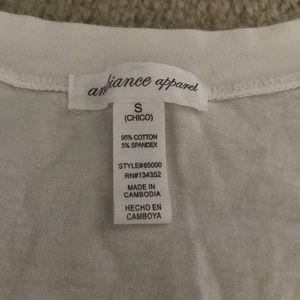 ambiance apparel
S
(CHICO)
95% COTTON
5% SPANDEX
STYLE#65000
RN#134352
MADE IN
CAMBODIA
HECHO EN
CAMBOYA